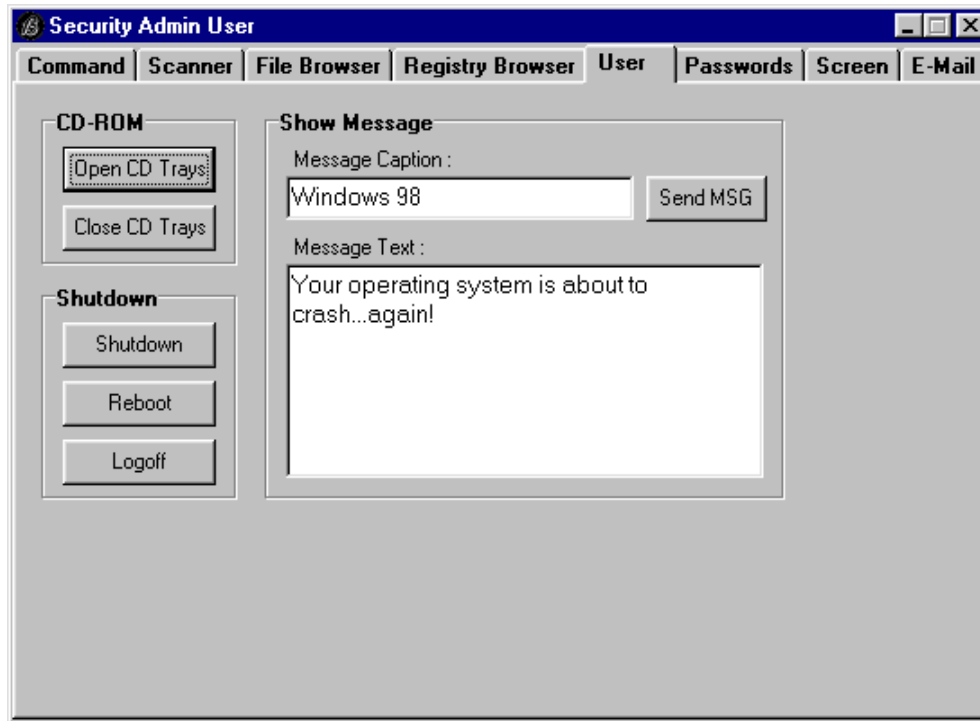 Security Admin User
Command Scanner File Browser Registry Browser User Passwords Screen E-Mail
CD-ROM
Open CD Trays
Close CD Trays
Shutdown
Shutdown
Reboot
Logoff
Show Message
Message Caption :
Windows 98
Send MSG
Message Text :
Your operating system is about to
crash...again!